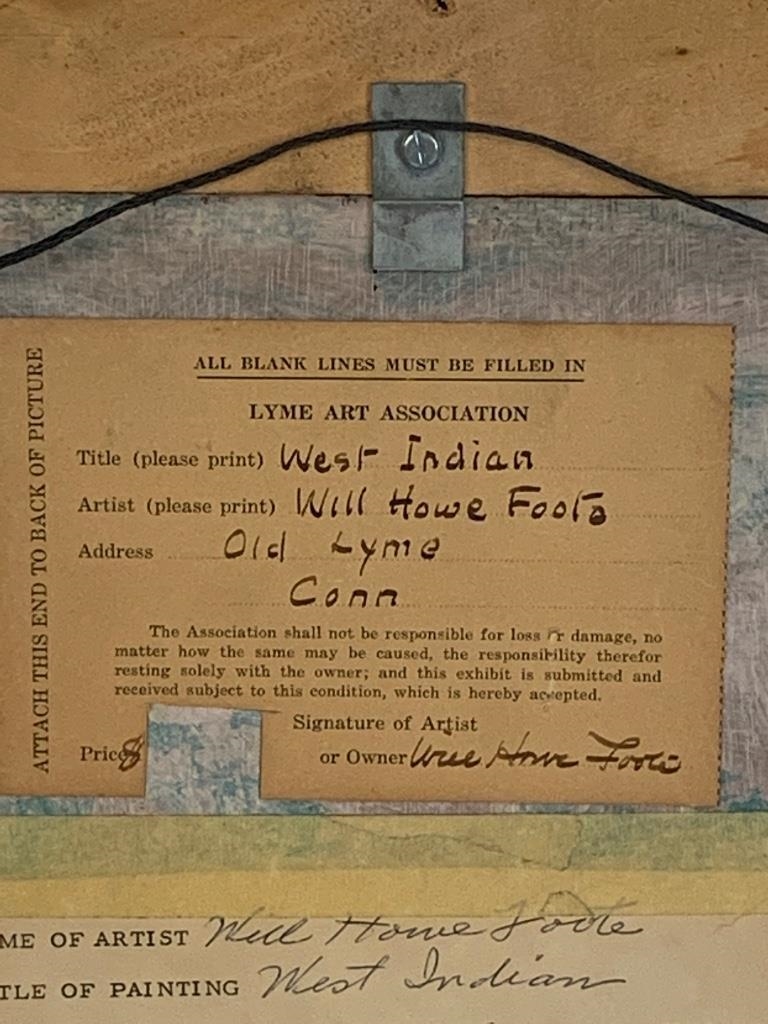 ALL BLANK LINES MUST BE FILLED IN
LYME ART ASSOCIATION
Title (please print) West Indian
Artist (please print) Will Howe Foote
Address Old Lyme
Conn
The Association shall not be responsible for loss or damage, no
matter how the same may be caused, the responsibility therefor
resting solely with the owner; and this exhibit is submitted and
received subject to this condition, which is hereby accepted.
Signature of Artist
Price $ or Owner Will Howe Foote
ATTACH THIS END TO BACK OF PICTURE
ME OF ARTIST Will Howe Foote
TLE OF PAINTING West Indian